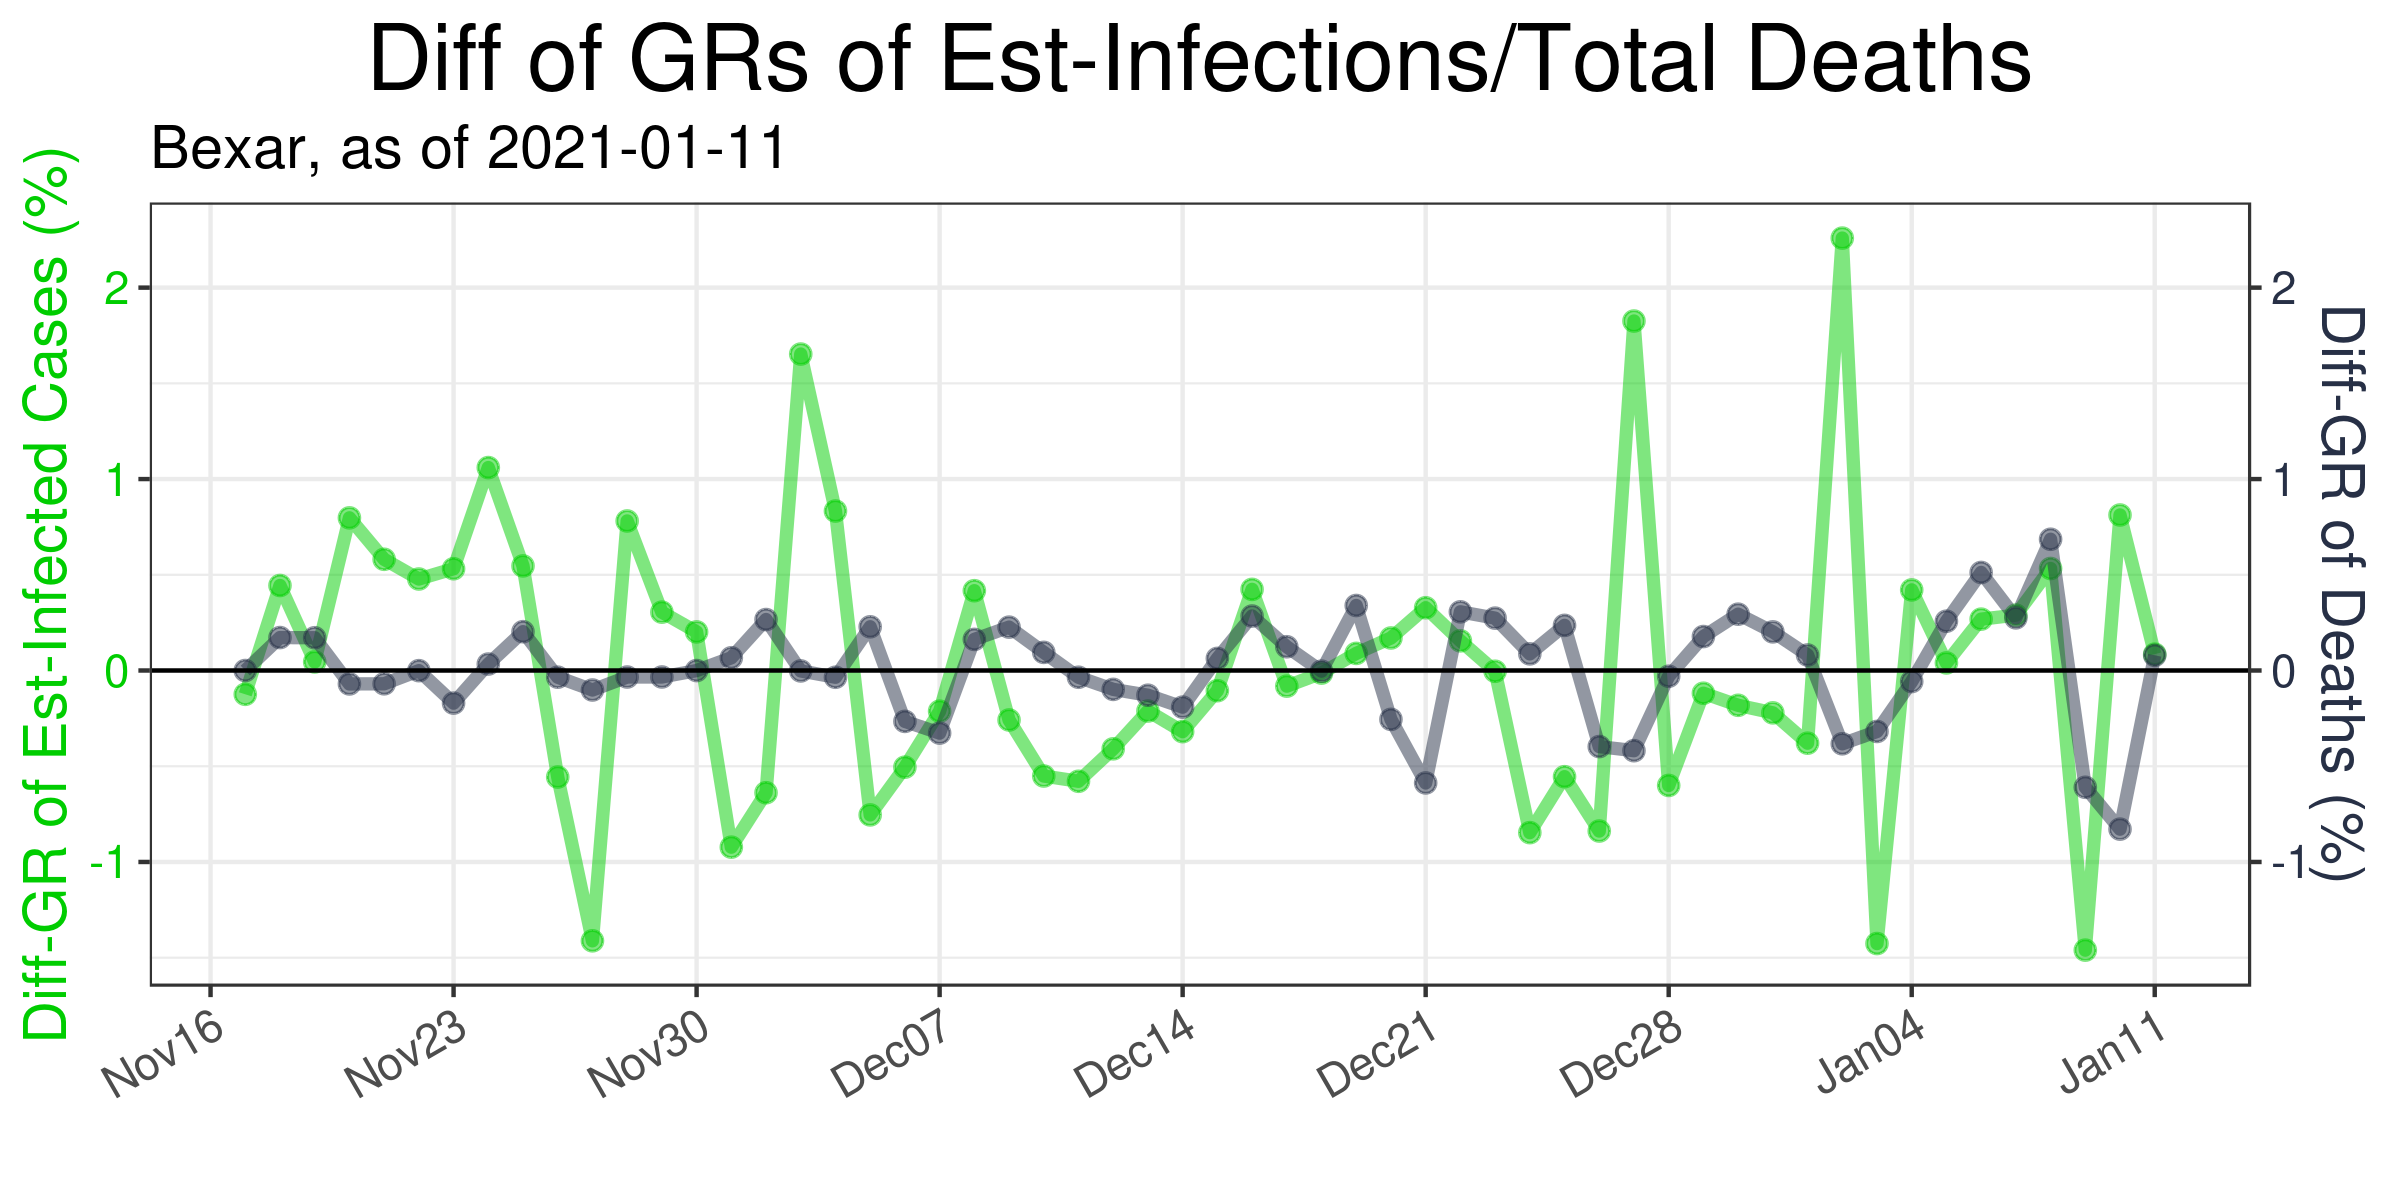 Diff of GRs of Est-Infections/Total Deaths
Bexar, as of 2021-01-11
Diff-GR of Est-Infected Cases (%)
2
1
0
-1
2
1
0
-1
Diff-GR of Deaths (%)
Nov16
Nov23
Nov30
Dec07
Dec14
Dec21
Dec28
Jan04
Jan11